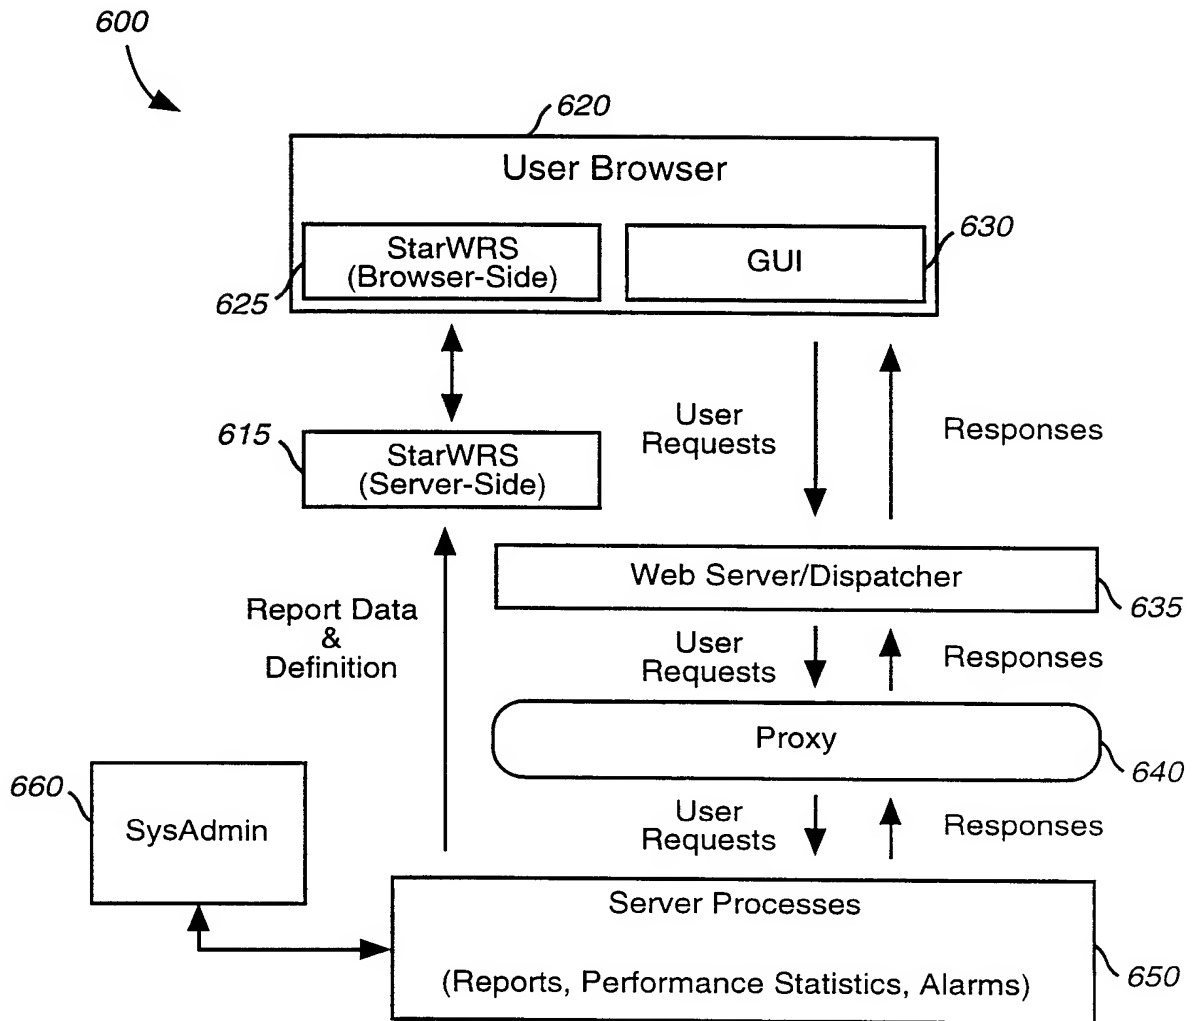 600
620
User Browser
StarWRS
(Browser-Side)
GUI
630
625
615
StarWRS
(Server-Side)
User
Requests
Responses
Web Server/Dispatcher
635
Report Data
&
Definition
User
Requests
Responses
Proxy
640
660
SysAdmin
User
Requests
Responses
Server Processes
(Reports, Performance Statistics, Alarms)
650